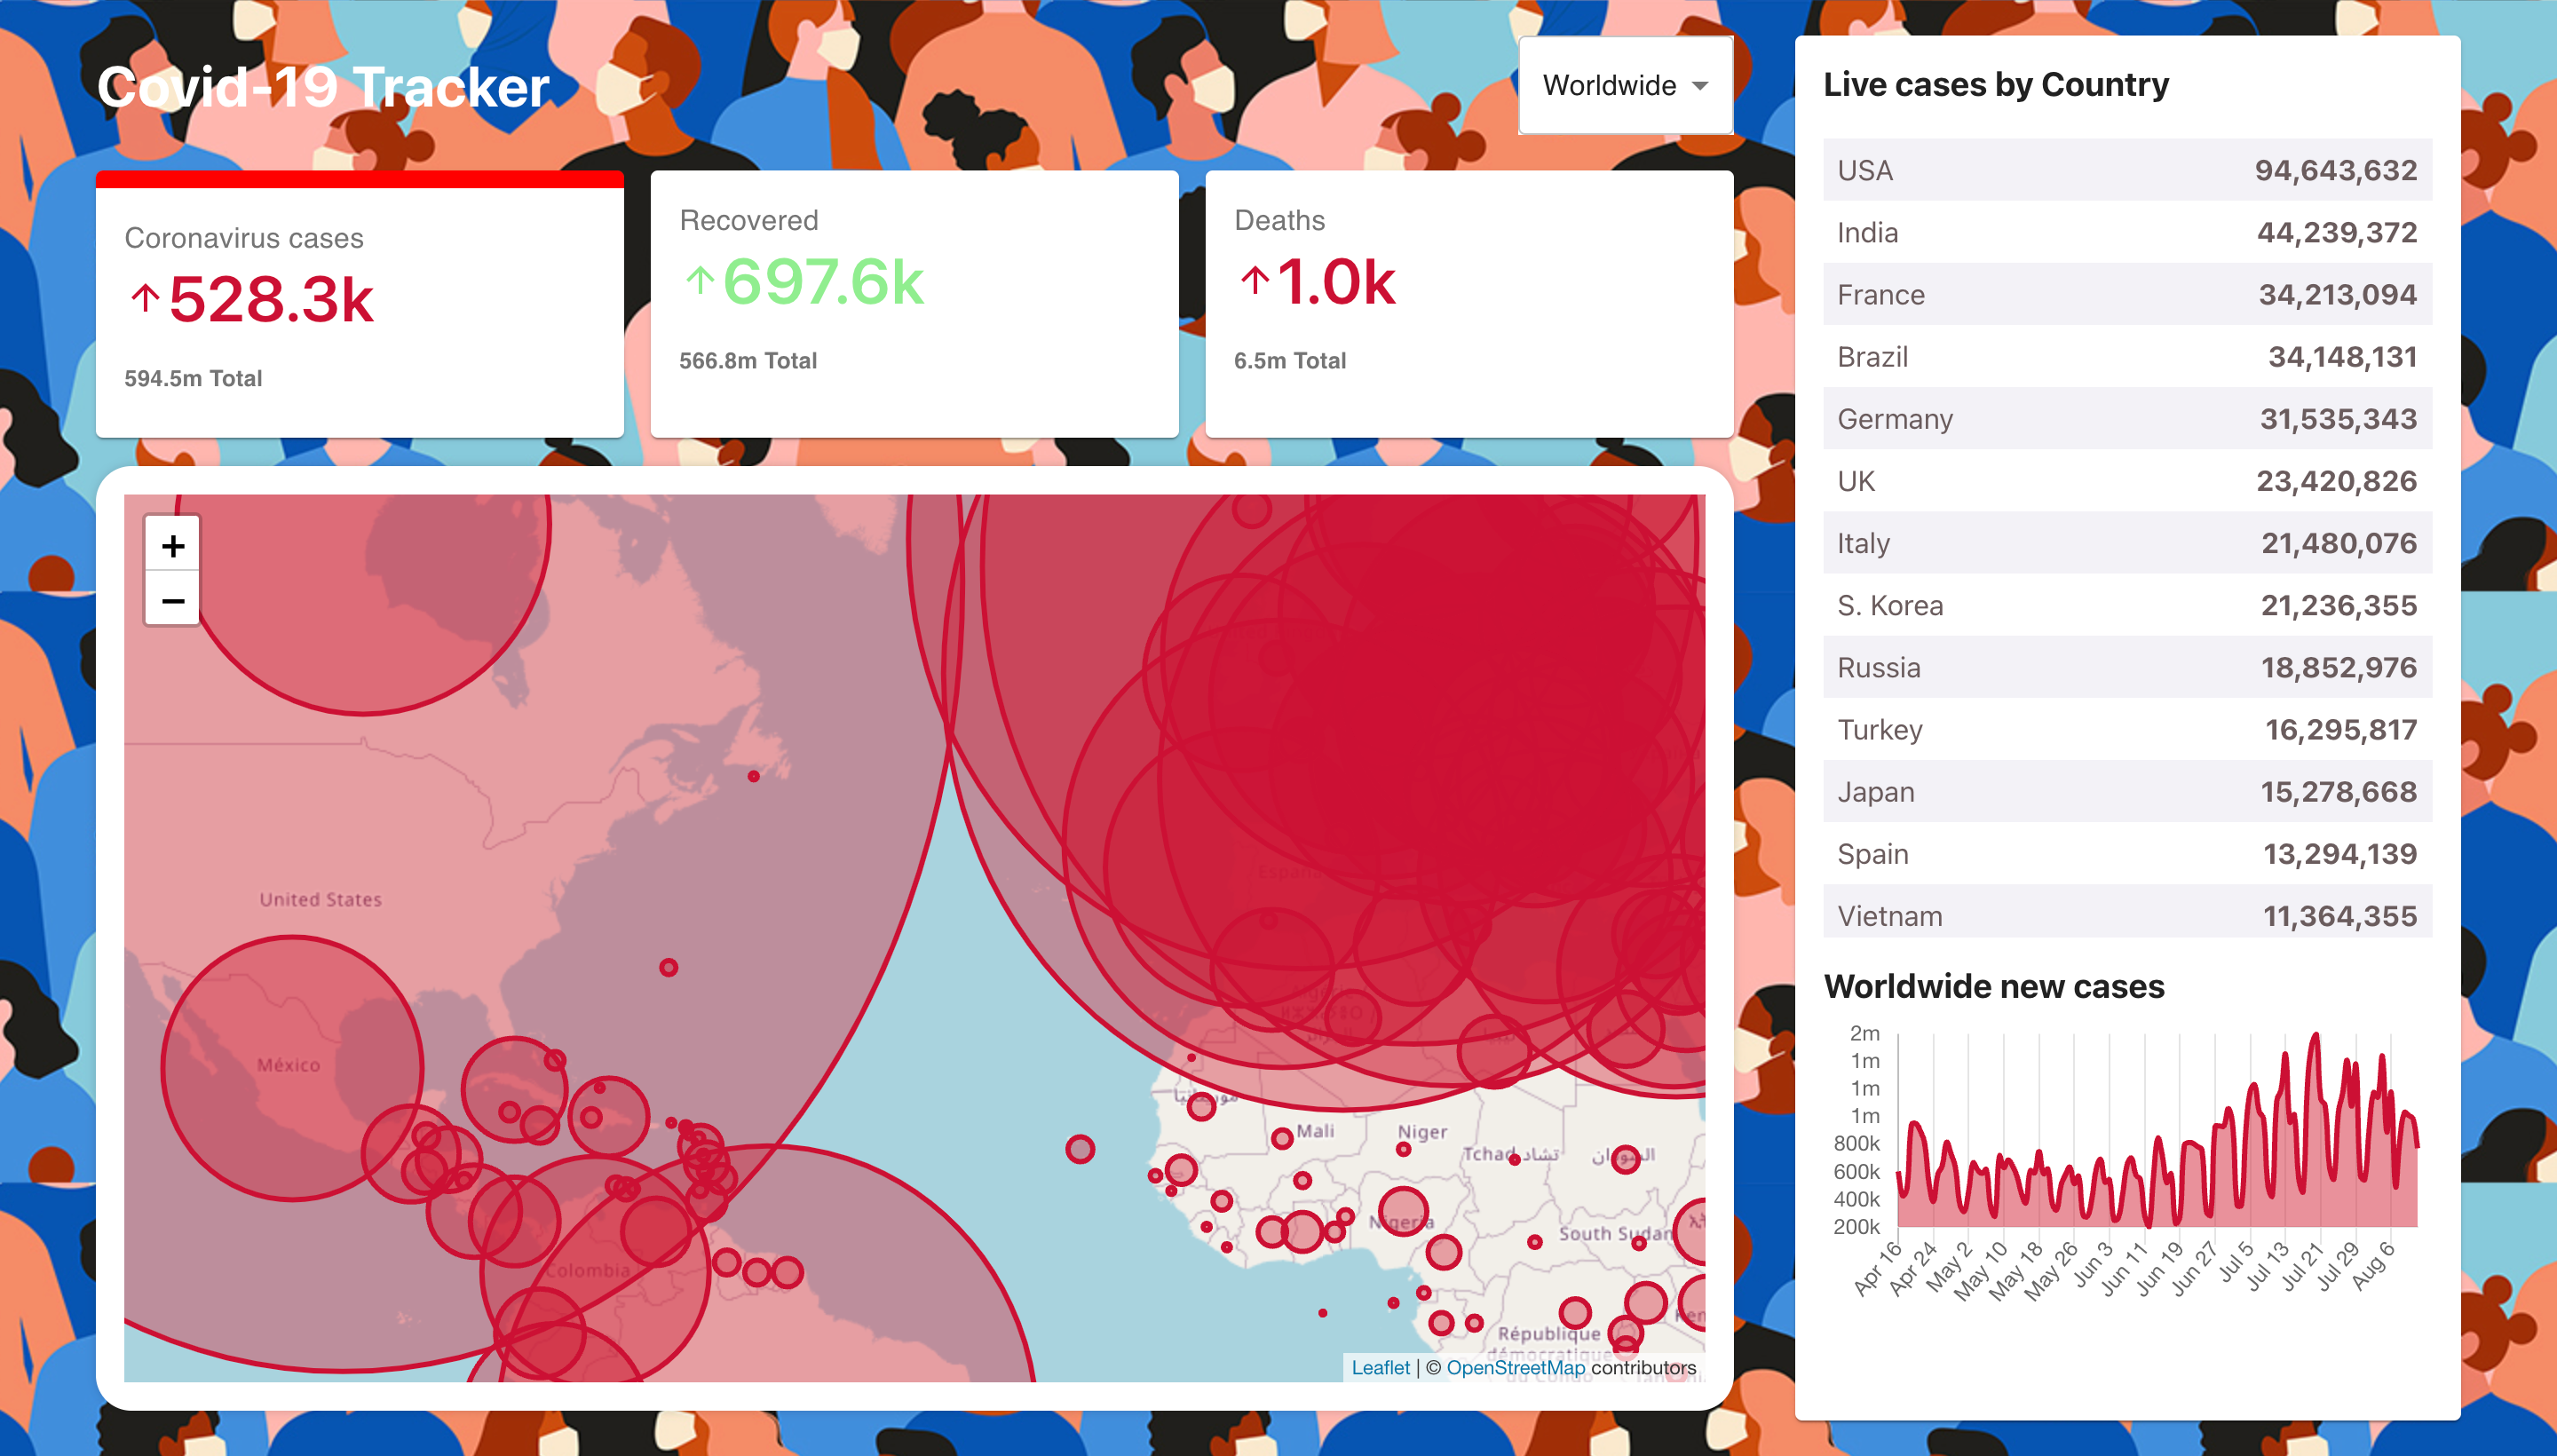 Covid-19 Tracker
Worldwide
Coronavirus cases
↑528.3k
594.5m Total
Recovered
↑697.6k
566.8m Total
Deaths
↑1.0k
6.5m Total
+
−
United States
México
Colombia
Mali
Niger
Tchad تشاد
السودان
Nigeria
South Sudan
République
démocratique
du Congo
Leaflet | © OpenStreetMap contributors
Live cases by Country
USA 94,643,632
India 44,239,372
France 34,213,094
Brazil 34,148,131
Germany 31,535,343
UK 23,420,826
Italy 21,480,076
S. Korea 21,236,355
Russia 18,852,976
Turkey 16,295,817
Japan 15,278,668
Spain 13,294,139
Vietnam 11,364,355
Worldwide new cases
2m
1m
1m
1m
800k
600k
400k
200k
Apr 16
Apr 24
May 2
May 10
May 18
May 26
Jun 3
Jun 11
Jun 19
Jun 27
Jul 5
Jul 13
Jul 21
Jul 29
Aug 6